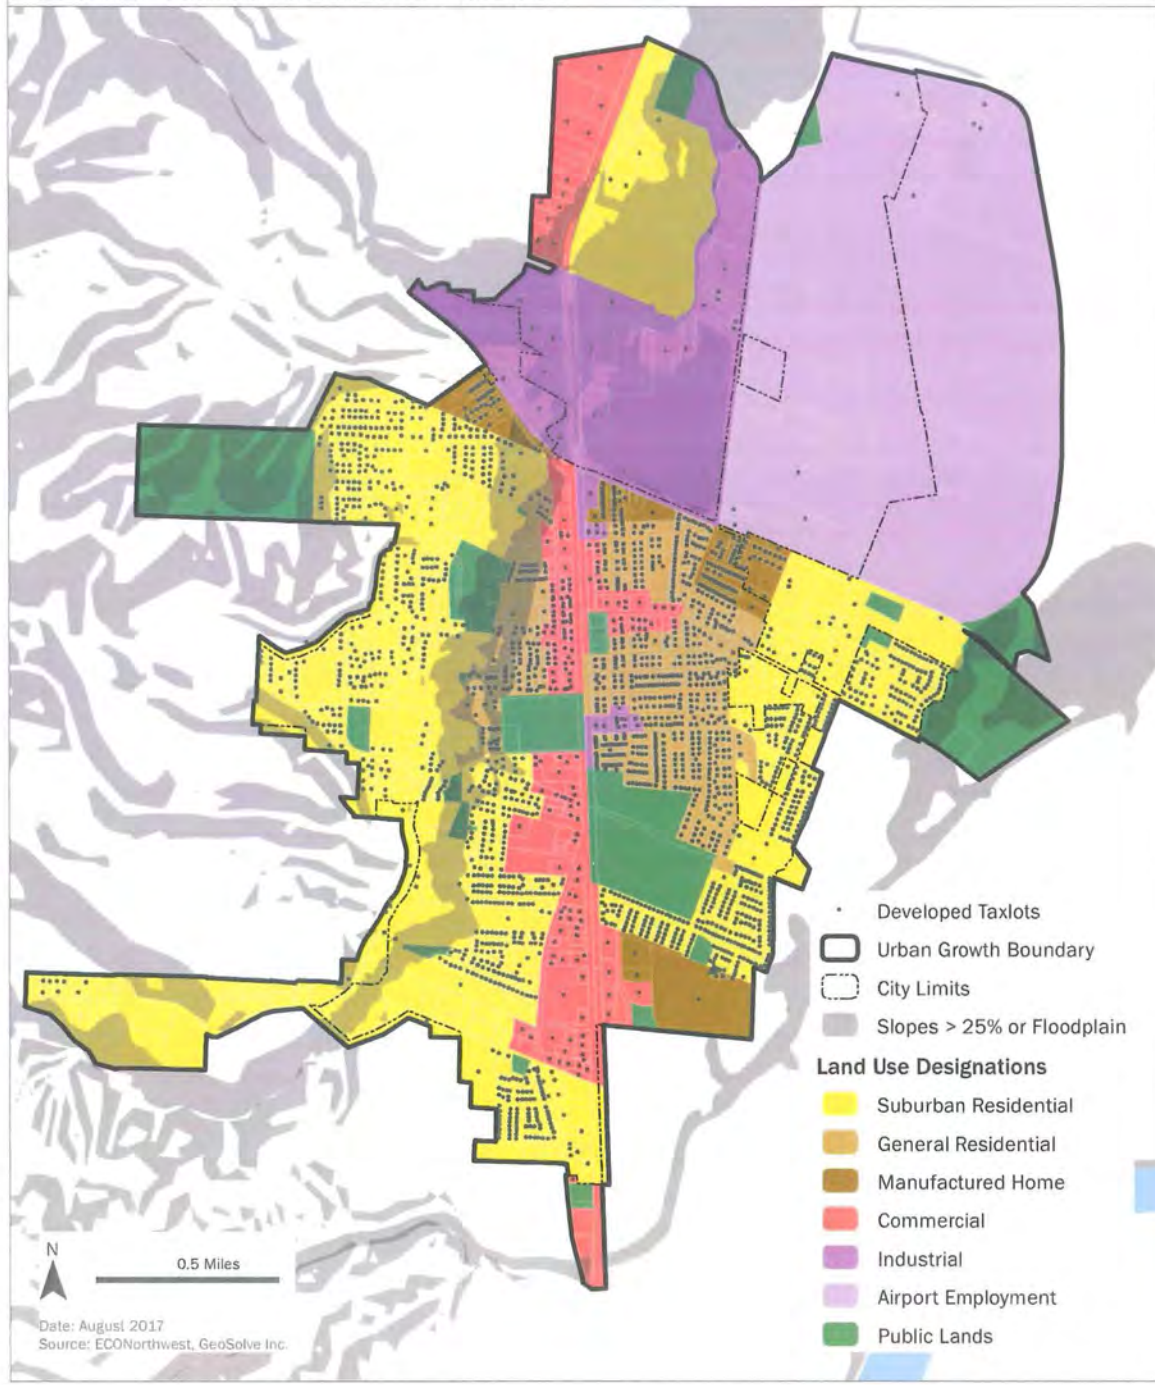 Developed Taxlots
Urban Growth Boundary
City Limits
Slopes > 25% or Floodplain
Land Use Designations
Suburban Residential
General Residential
Manufactured Home
Commercial
Industrial
Airport Employment
Public Lands
N
0.5 Miles
Date: August 2017
Source: ECONorthwest, GeoSolve Inc.